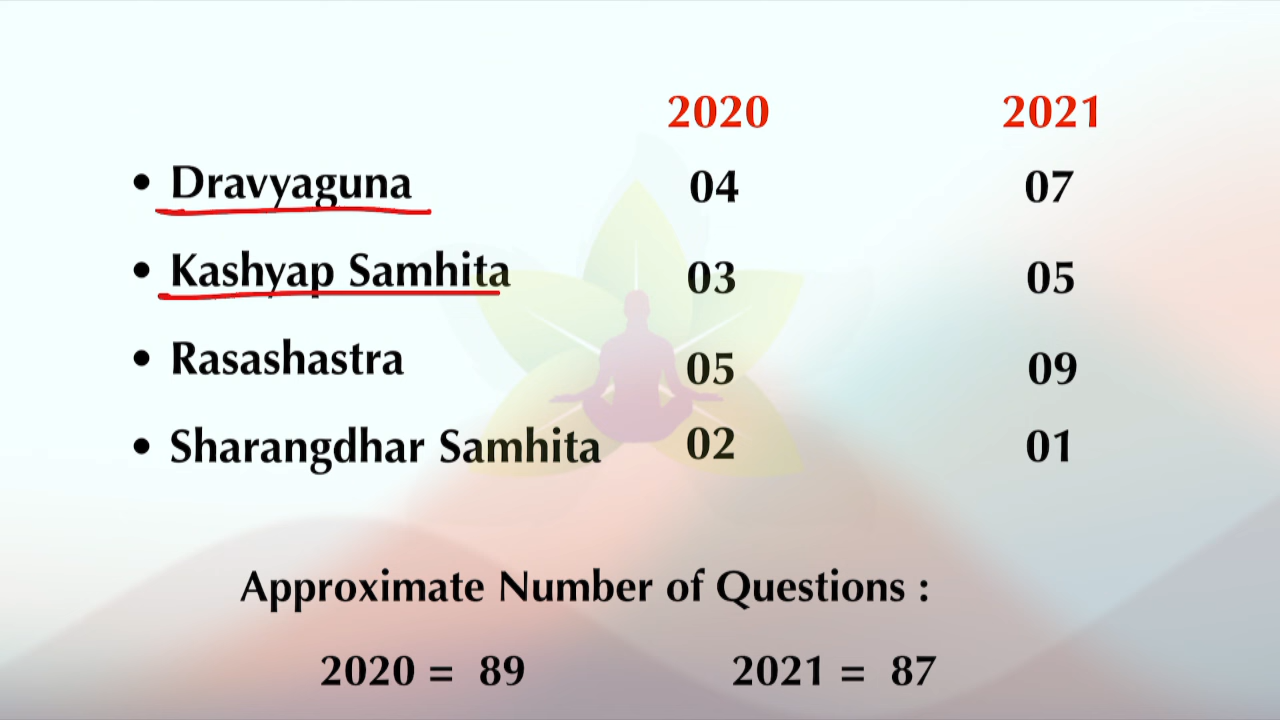 2020 2021
• Dravyaguna 04 07
• Kashyap Samhita 03 05
• Rasashastra 05 09
• Sharangdhar Samhita 02 01
Approximate Number of Questions :
2020 = 89 2021 = 87